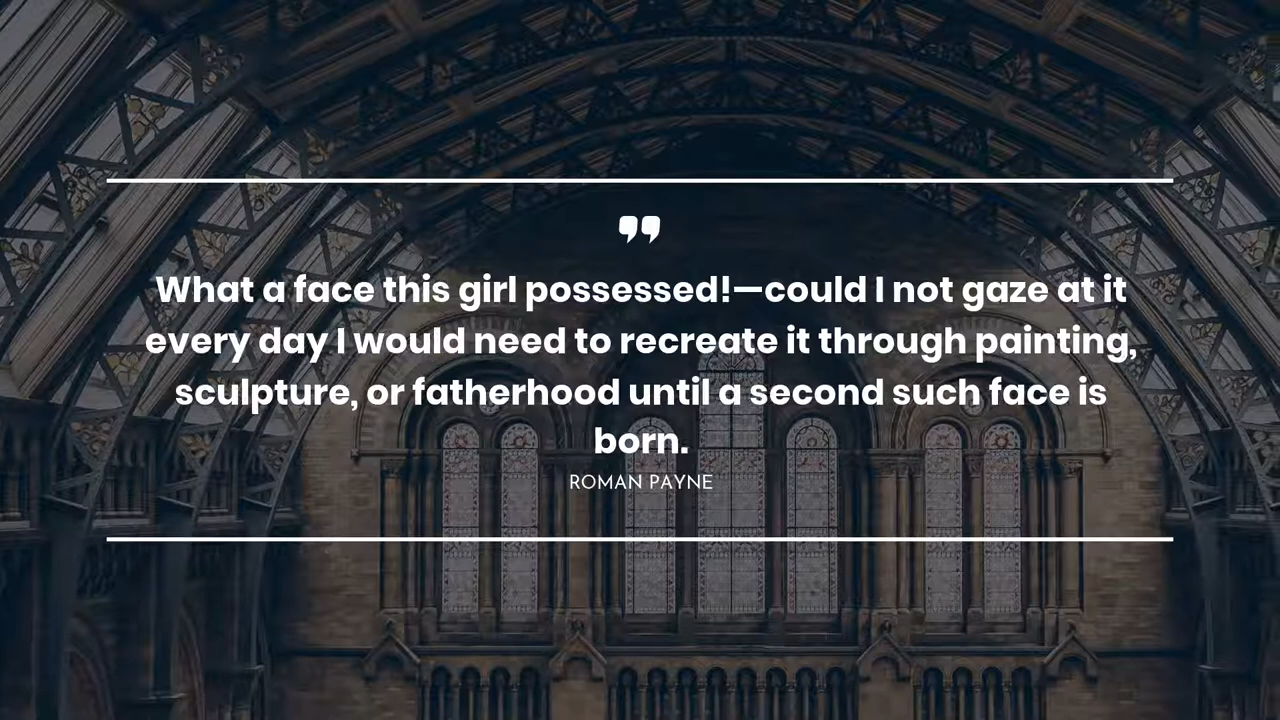 ”
What a face this girl possessed!—could I not gaze at it
every day I would need to recreate it through painting,
sculpture, or fatherhood until a second such face is
born.
ROMAN PAYNE